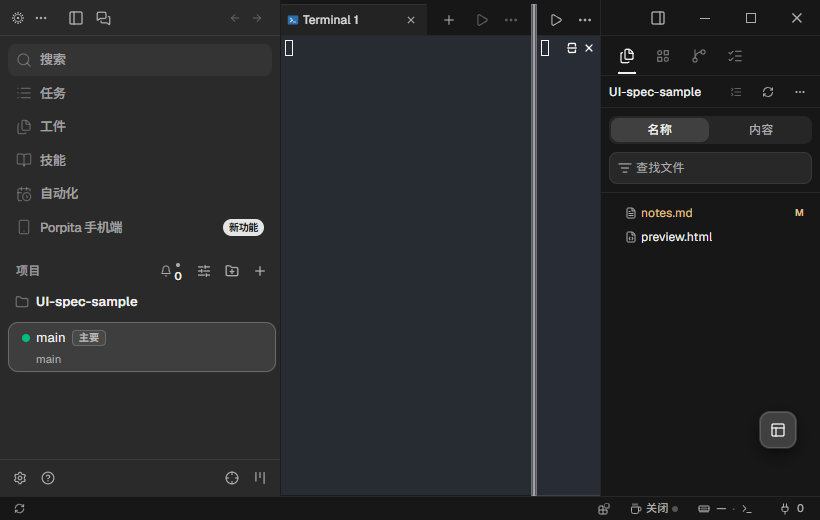 Terminal 1
搜索
任务
工件
技能
自动化
Porpita 手机端 新功能
项目 0
UI-spec-sample
main 主要
main
UI-spec-sample
名称 内容
查找文件
notes.md M
preview.html
关闭 — · 0